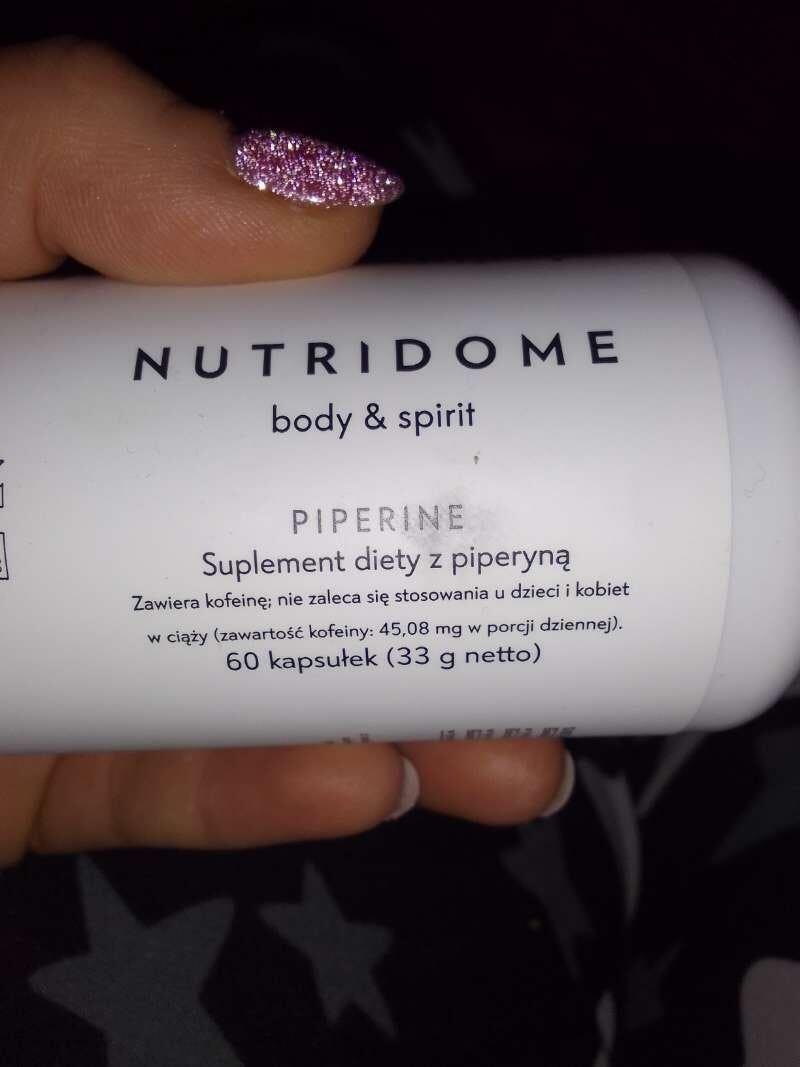 NUTRIDOME
body & spirit
PIPERINE
Suplement diety z piperyną
Zawiera kofeinę; nie zaleca się stosowania u dzieci i kobiet
w ciąży (zawartość kofeiny: 45,08 mg w porcji dziennej).
60 kapsułek (33 g netto)